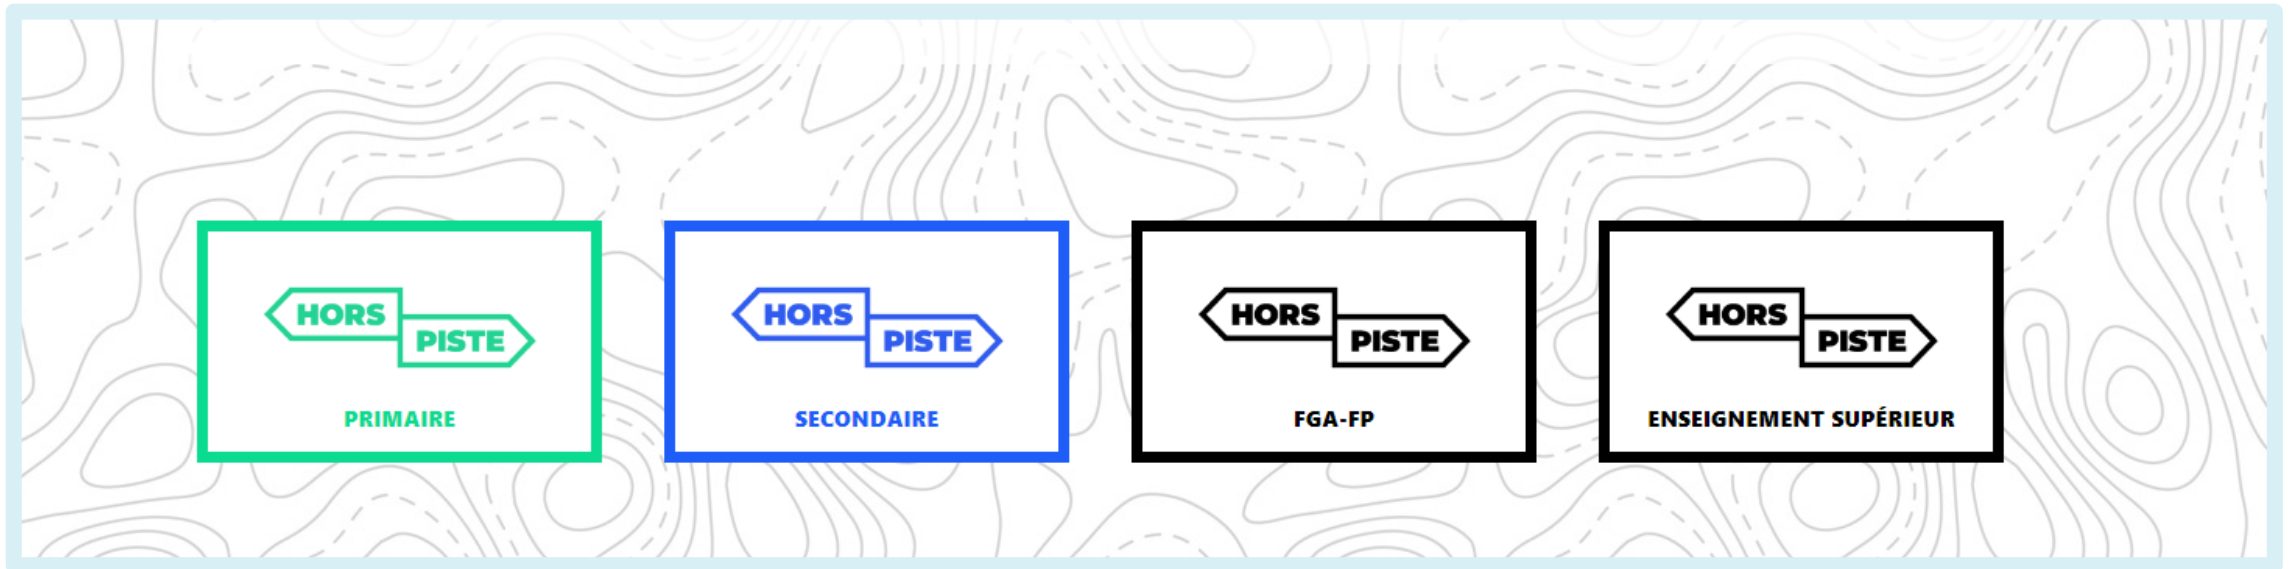 HORS
PISTE
PRIMAIRE
HORS
PISTE
SECONDAIRE
HORS
PISTE
FGA-FP
HORS
PISTE
ENSEIGNEMENT SUPÉRIEUR